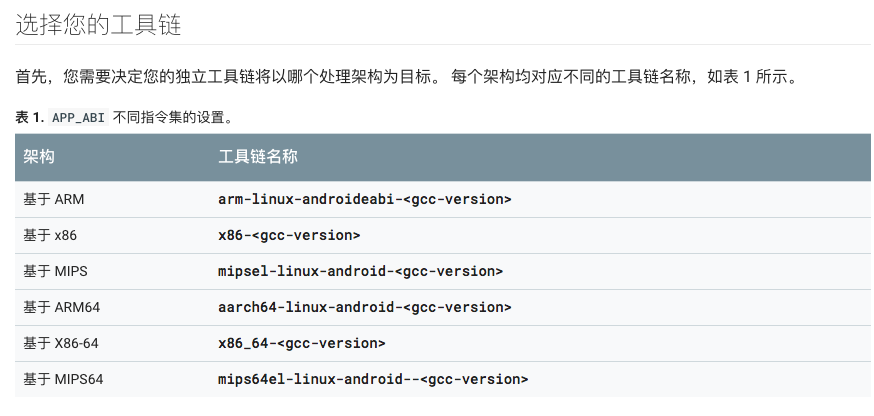 选择您的工具链
首先，您需要决定您的独立工具链将以哪个处理架构为目标。 每个架构均对应不同的工具链名称，如表 1 所示。
表 1. APP_ABI 不同指令集的设置。
架构 工具链名称
基于 ARM arm-linux-androideabi-<gcc-version>
基于 x86 x86-<gcc-version>
基于 MIPS mipsel-linux-android-<gcc-version>
基于 ARM64 aarch64-linux-android-<gcc-version>
基于 X86-64 x86_64-<gcc-version>
基于 MIPS64 mips64el-linux-android--<gcc-version>